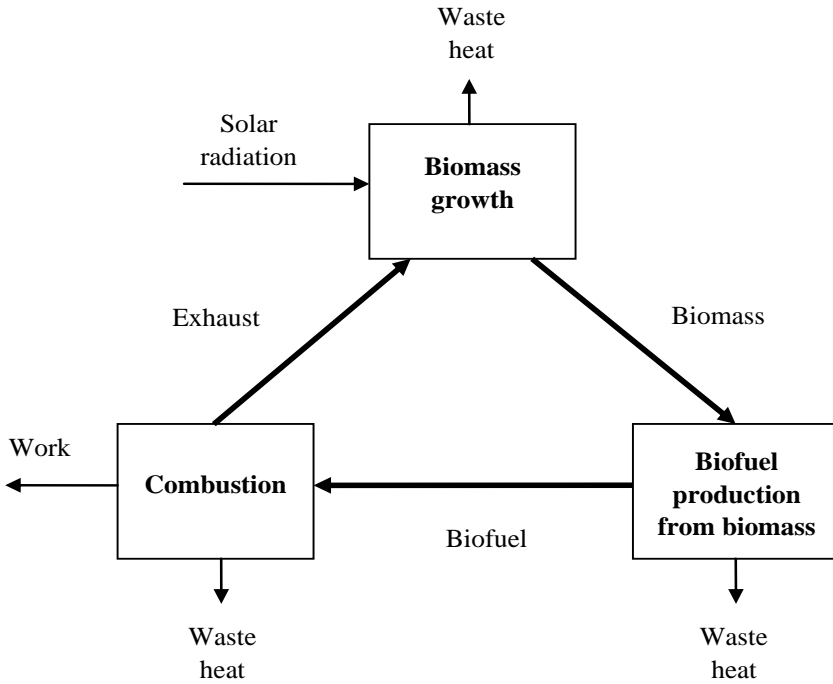 Waste
heat
Solar
radiation
Biomass
growth
Exhaust
Biomass
Work
Combustion
Biofuel
production
from biomass
Biofuel
Waste
heat
Waste
heat